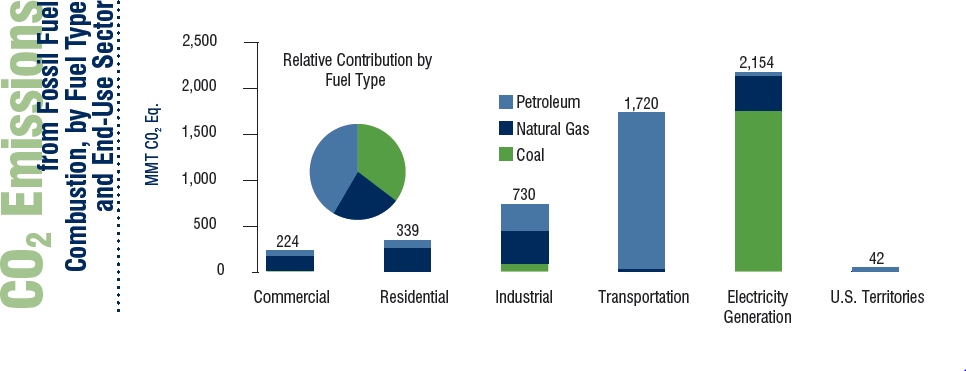 CO2 Emissions
from Fossil Fuel
Combustion, by Fuel Type
and End-Use Sector
MMT CO2 Eq.
2,500
2,000
1,500
1,000
500
0
Relative Contribution by
Fuel Type
Petroleum
Natural Gas
Coal
224
339
730
1,720
2,154
42
Commercial
Residential
Industrial
Transportation
Electricity
Generation
U.S. Territories